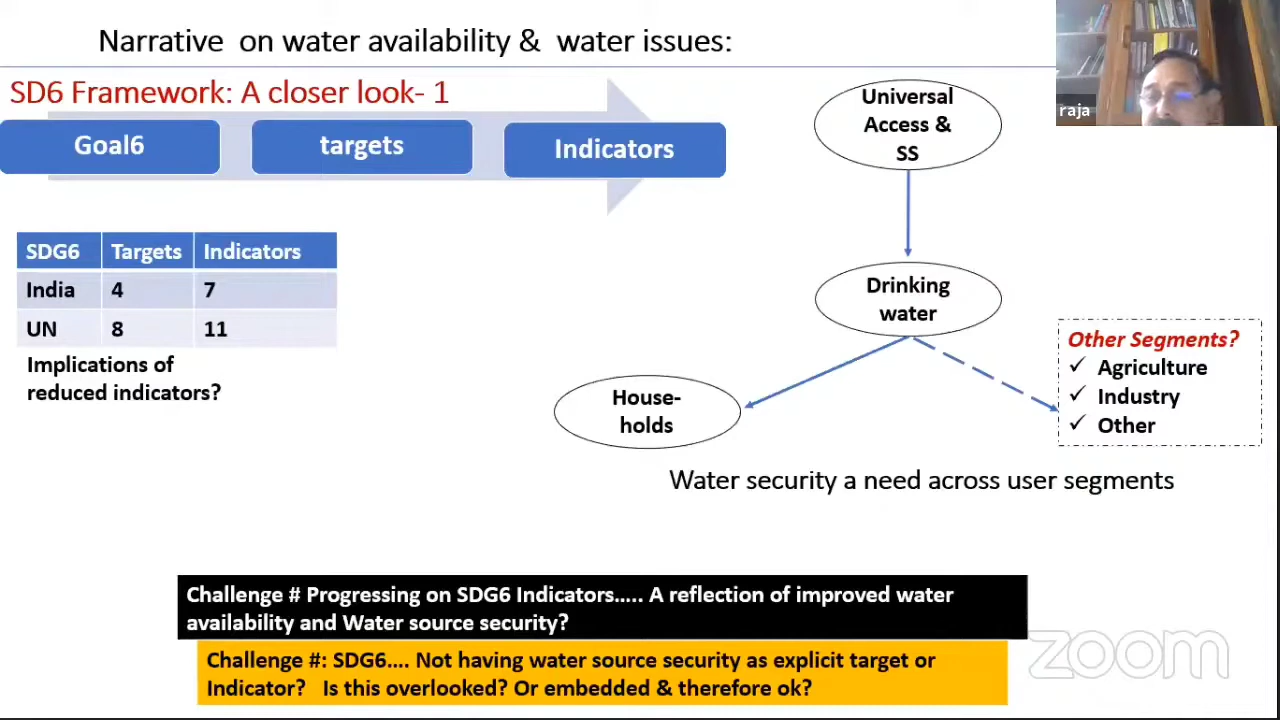 Narrative on water availability & water issues:
SD6 Framework: A closer look- 1
Goal6
targets
Indicators
SDG6 Targets Indicators
India 4 7
UN 8 11
Implications of
reduced indicators?
Universal
Access &
SS
raja
Drinking
water
House-
holds
Other Segments?
✓ Agriculture
✓ Industry
✓ Other
Water security a need across user segments
Challenge # Progressing on SDG6 Indicators..... A reflection of improved water
availability and Water source security?
Challenge #: SDG6.... Not having water source security as explicit target or
Indicator? Is this overlooked? Or embedded & therefore ok?
zoom